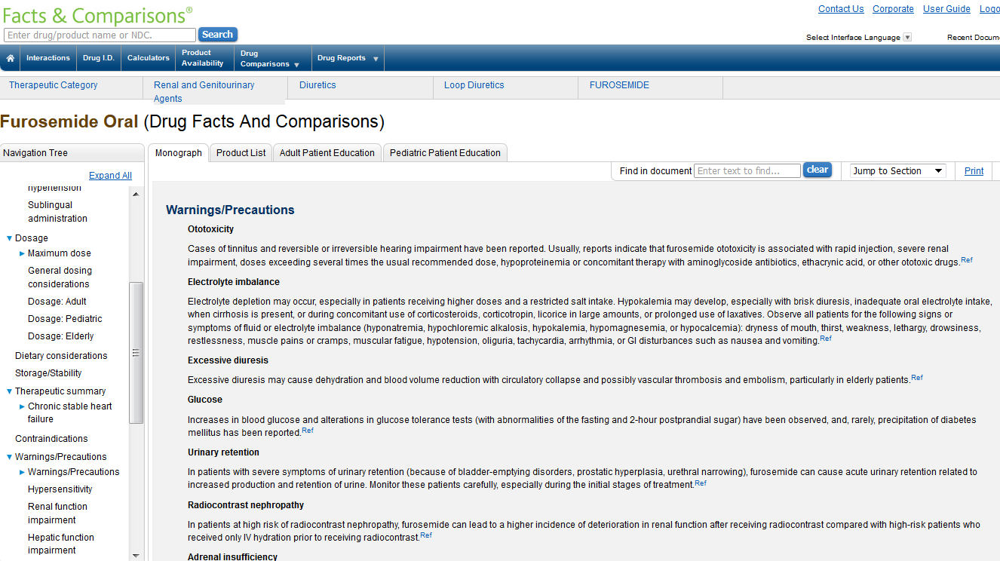 Facts & Comparisons®
Contact Us Corporate User Guide Logo
Enter drug/product name or NDC. Search
Select Interface Language Recent Docum
Interactions Drug I.D. Calculators Product Availability Drug Comparisons Drug Reports
Therapeutic Category Renal and Genitourinary Agents Diuretics Loop Diuretics FUROSEMIDE
Furosemide Oral (Drug Facts And Comparisons)
Navigation Tree
Expand All
hypertension
Sublingual
administration
Dosage
Maximum dose
General dosing
considerations
Dosage: Adult
Dosage: Pediatric
Dosage: Elderly
Dietary considerations
Storage/Stability
Therapeutic summary
Chronic stable heart
failure
Contraindications
Warnings/Precautions
Warnings/Precautions
Hypersensitivity
Renal function
impairment
Hepatic function
impairment
Monograph Product List Adult Patient Education Pediatric Patient Education
Find in document Enter text to find... clear Jump to Section Print
Warnings/Precautions
Ototoxicity
Cases of tinnitus and reversible or irreversible hearing impairment have been reported. Usually, reports indicate that furosemide ototoxicity is associated with rapid injection, severe renal
impairment, doses exceeding several times the usual recommended dose, hypoproteinemia or concomitant therapy with aminoglycoside antibiotics, ethacrynic acid, or other ototoxic drugs.Ref
Electrolyte imbalance
Electrolyte depletion may occur, especially in patients receiving higher doses and a restricted salt intake. Hypokalemia may develop, especially with brisk diuresis, inadequate oral electrolyte intake,
when cirrhosis is present, or during concomitant use of corticosteroids, corticotropin, licorice in large amounts, or prolonged use of laxatives. Observe all patients for the following signs or
symptoms of fluid or electrolyte imbalance (hyponatremia, hypochloremic alkalosis, hypokalemia, hypomagnesemia, or hypocalcemia): dryness of mouth, thirst, weakness, lethargy, drowsiness,
restlessness, muscle pains or cramps, muscular fatigue, hypotension, oliguria, tachycardia, arrhythmia, or GI disturbances such as nausea and vomiting.Ref
Excessive diuresis
Excessive diuresis may cause dehydration and blood volume reduction with circulatory collapse and possibly vascular thrombosis and embolism, particularly in elderly patients.Ref
Glucose
Increases in blood glucose and alterations in glucose tolerance tests (with abnormalities of the fasting and 2-hour postprandial sugar) have been observed, and, rarely, precipitation of diabetes
mellitus has been reported.Ref
Urinary retention
In patients with severe symptoms of urinary retention (because of bladder-emptying disorders, prostatic hyperplasia, urethral narrowing), furosemide can cause acute urinary retention related to
increased production and retention of urine. Monitor these patients carefully, especially during the initial stages of treatment.Ref
Radiocontrast nephropathy
In patients at high risk of radiocontrast nephropathy, furosemide can lead to a higher incidence of deterioration in renal function after receiving radiocontrast compared with high-risk patients who
received only IV hydration prior to receiving radiocontrast.Ref
Adrenal insufficiency